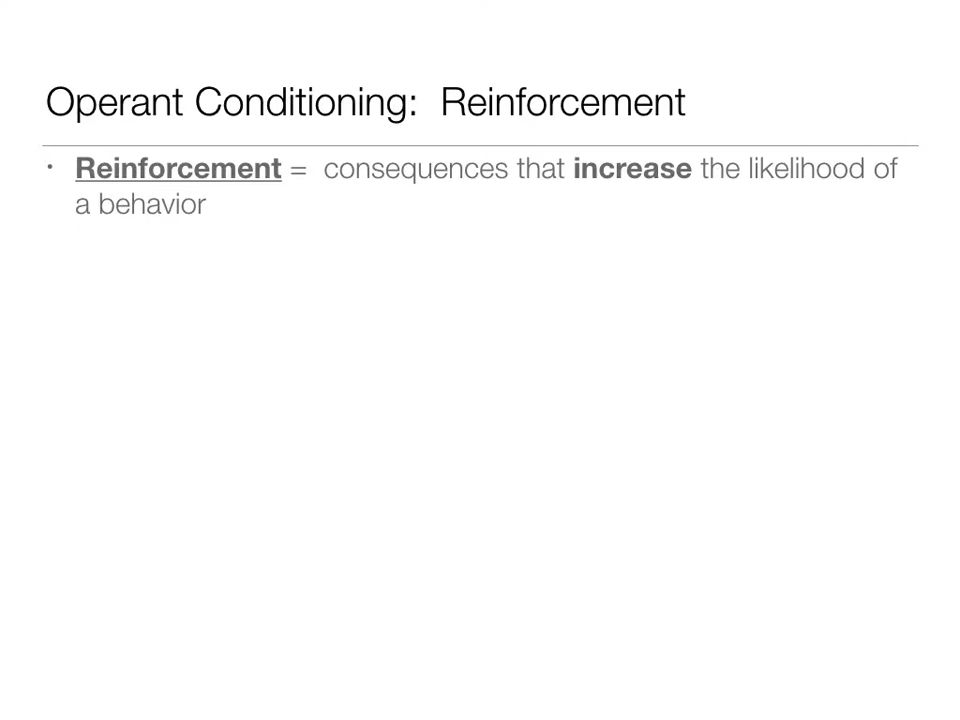 Operant Conditioning:  Reinforcement
• Reinforcement =  consequences that increase the likelihood of
a behavior